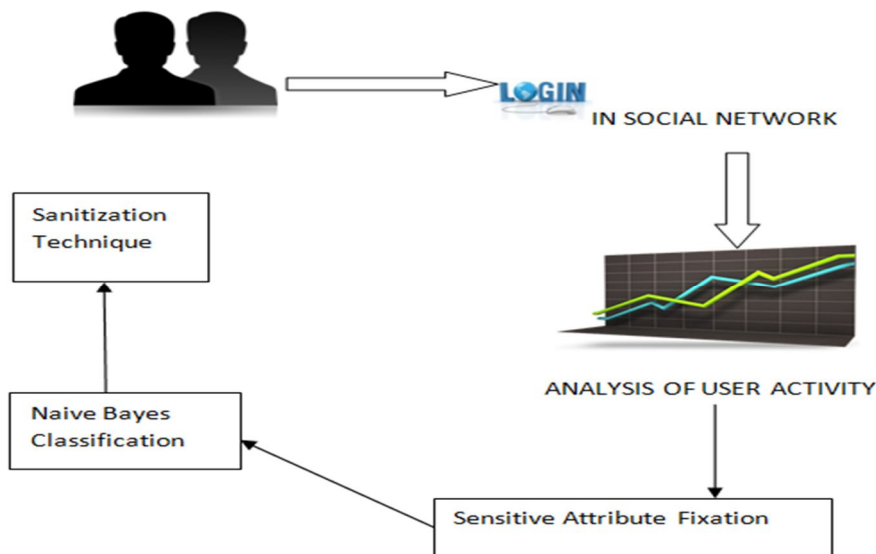 LOGIN
IN SOCIAL NETWORK
Sanitization
Technique
ANALYSIS OF USER ACTIVITY
Naive Bayes
Classification
Sensitive Attribute Fixation